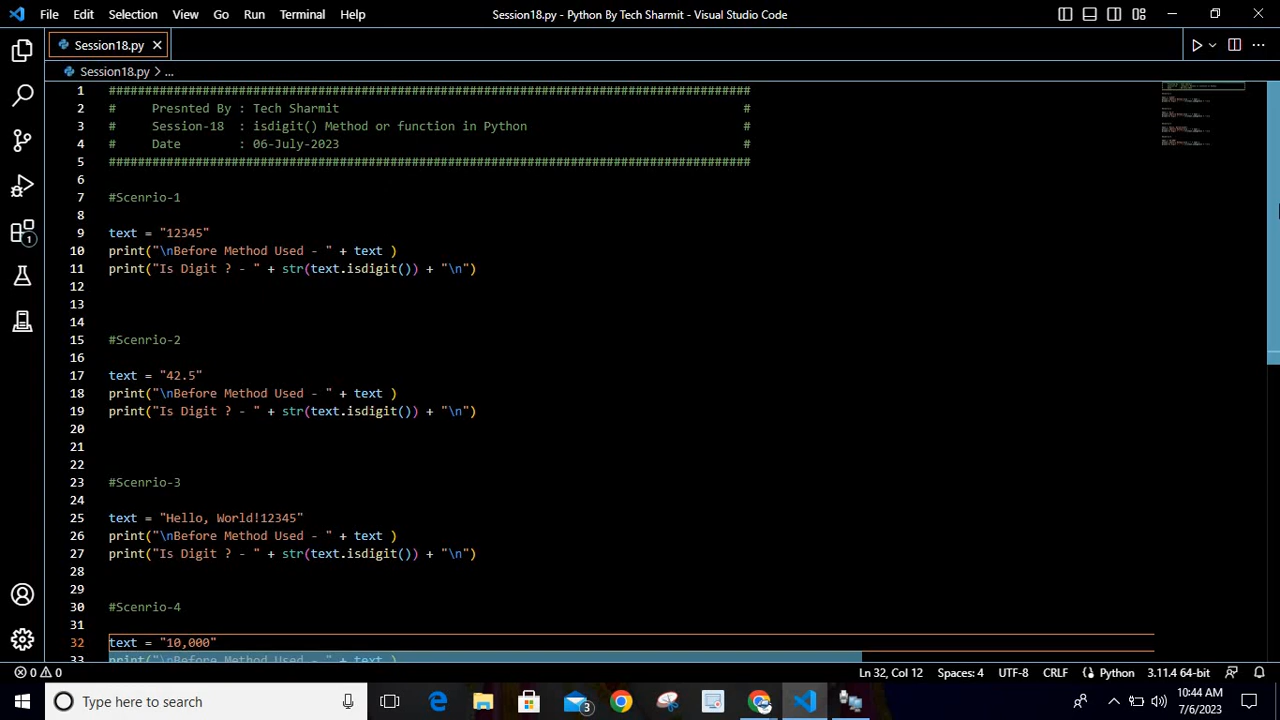 File Edit Selection View Go Run Terminal Help Session18.py - Python By Tech Sharmit - Visual Studio Code
Session18.py
Session18.py > ...
1 #########################################################################################
2 # Presnted By : Tech Sharmit #
3 # Session-18 : isdigit() Method or function in Python #
4 # Date : 06-July-2023 #
5 #########################################################################################
6
7 #Scenrio-1
8
9 text = "12345"
10 print("\nBefore Method Used - " + text )
11 print("Is Digit ? - " + str(text.isdigit()) + "\n")
12
13
14
15 #Scenrio-2
16
17 text = "42.5"
18 print("\nBefore Method Used - " + text )
19 print("Is Digit ? - " + str(text.isdigit()) + "\n")
20
21
22
23 #Scenrio-3
24
25 text = "Hello, World!12345"
26 print("\nBefore Method Used - " + text )
27 print("Is Digit ? - " + str(text.isdigit()) + "\n")
28
29
30 #Scenrio-4
31
32 text = "10,000"
33 print("\nBefore Method Used - " + text )
1
0 0 Ln 32, Col 12 Spaces: 4 UTF-8 CRLF Python 3.11.4 64-bit
Type here to search 3 10:44 AM
7/6/2023